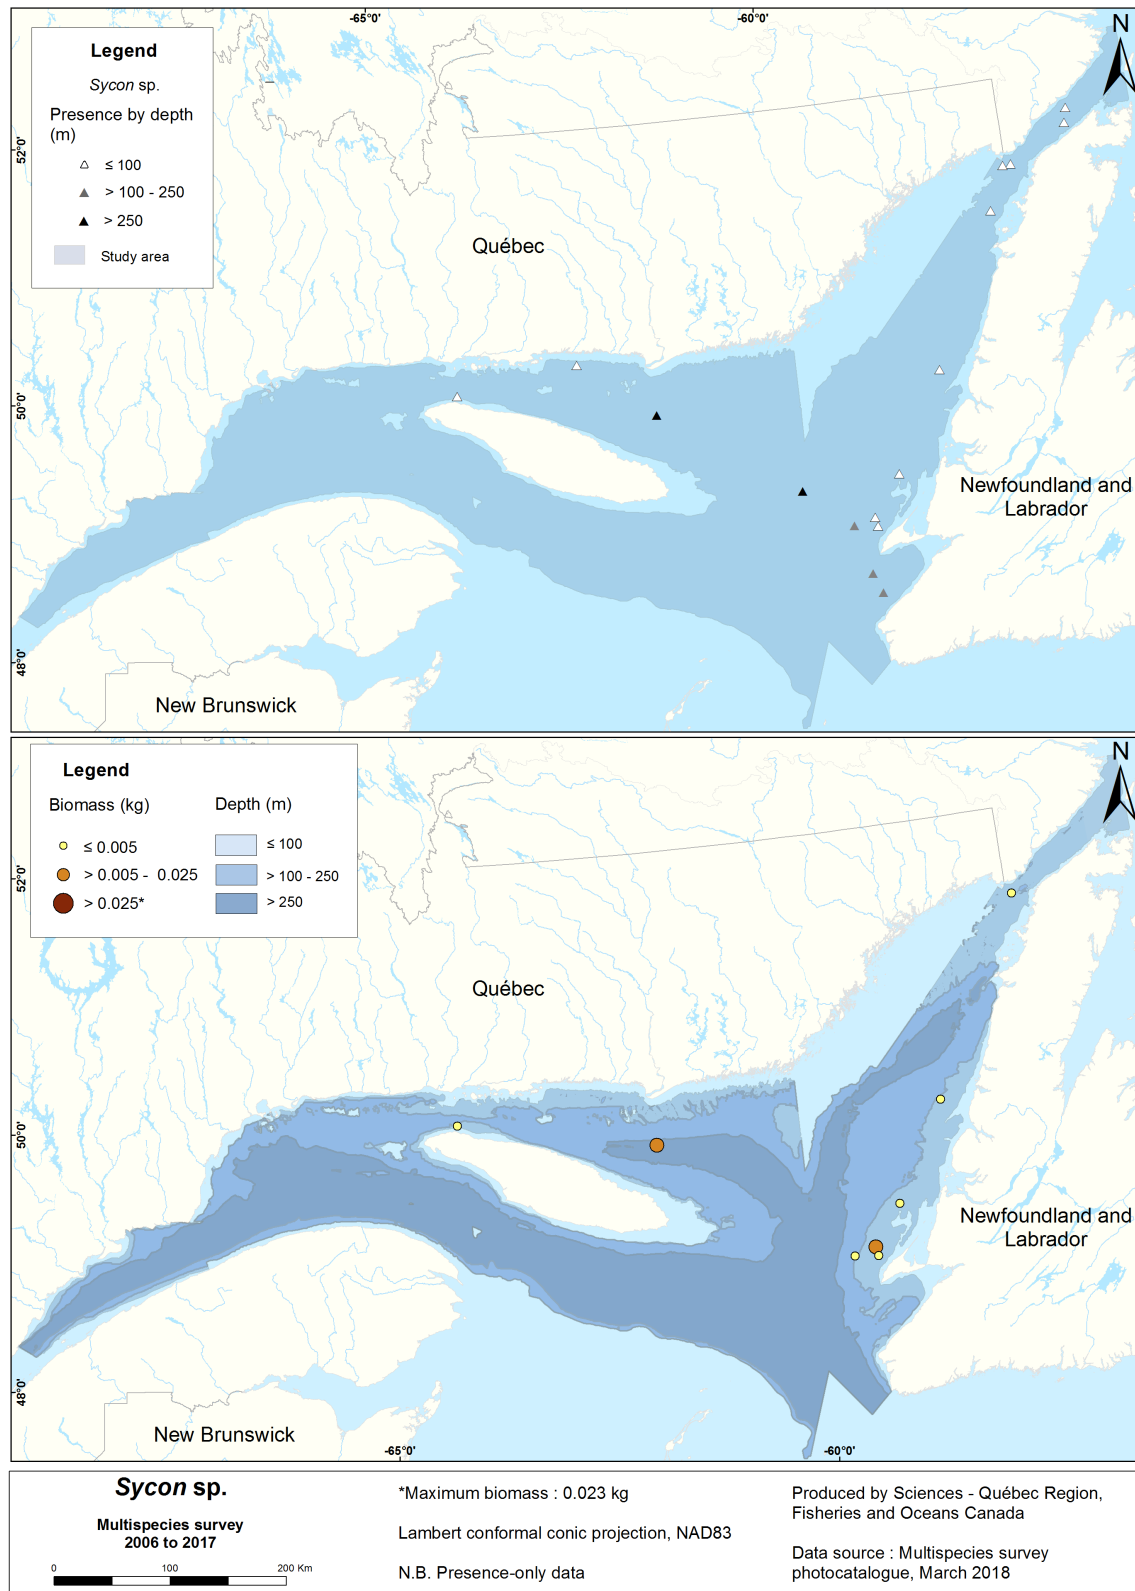 -65°0'
-60°0'
N
Legend
Sycon sp.
Presence by depth
(m)
≤ 100
> 100 - 250
> 250
Study area
52°0'
50°0'
48°0'
Québec
Newfoundland and
Labrador
New Brunswick
N
Legend
Biomass (kg)
Depth (m)
≤ 0.005
> 0.005 - 0.025
> 0.025*
≤ 100
> 100 - 250
> 250
52°0'
50°0'
48°0'
Québec
Newfoundland and
Labrador
New Brunswick
-65°0'
-60°0'
Sycon sp.
Multispecies survey
2006 to 2017
0 100 200 Km
*Maximum biomass : 0.023 kg
Lambert conformal conic projection, NAD83
N.B. Presence-only data
Produced by Sciences - Québec Region,
Fisheries and Oceans Canada
Data source : Multispecies survey
photocatalogue, March 2018